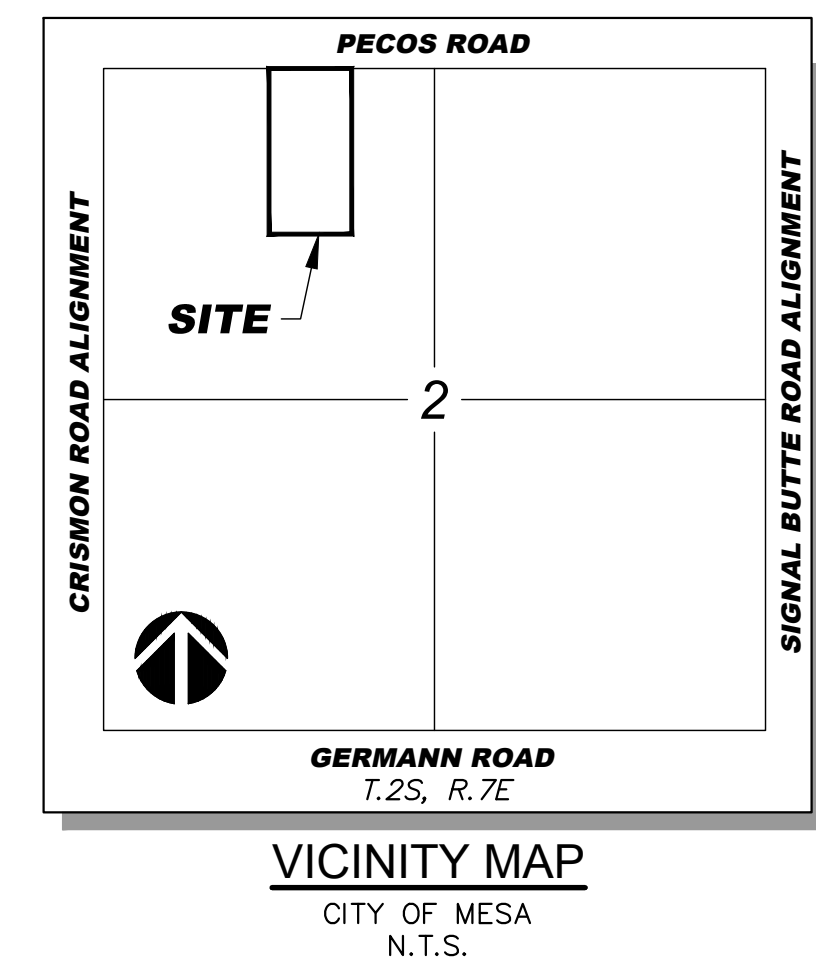 PECOS ROAD
CRISMON ROAD ALIGNMENT
SIGNAL BUTTE ROAD ALIGNMENT
SITE
2
GERMANN ROAD
T.2S, R.7E
VICINITY MAP
CITY OF MESA
N.T.S.